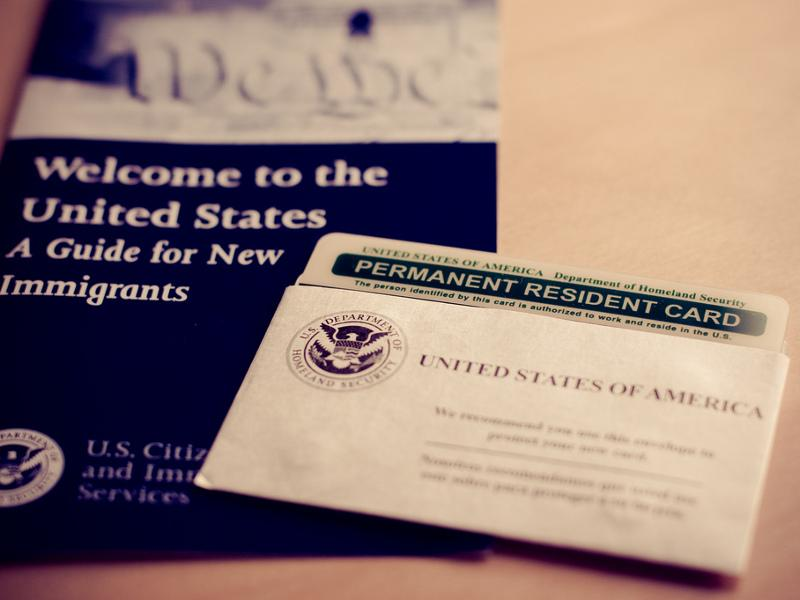 We the
Welcome to the
United States
A Guide for New
Immigrants
U.S. Citiz
and Imm
Services
UNITED STATES OF AMERICA Department of Homeland Security
PERMANENT RESIDENT CARD
The person identified by this card is authorized to work and reside in the U.S.
U.S. DEPARTMENT OF
HOMELAND SECURITY
UNITED STATES OF AMERICA
We recommend you use this envelope to
protect your new card.